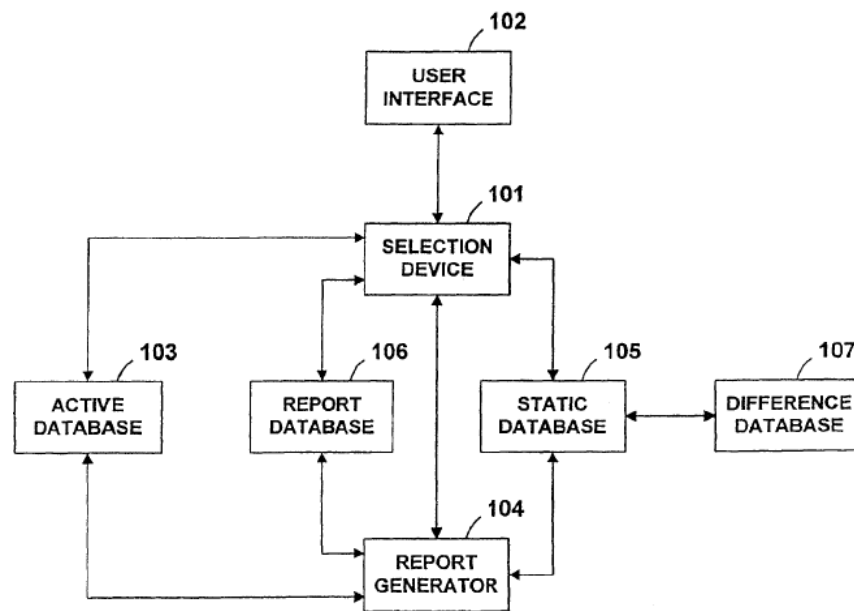 102
USER
INTERFACE
101
SELECTION
DEVICE
103
ACTIVE
DATABASE
106
REPORT
DATABASE
105
STATIC
DATABASE
107
DIFFERENCE
DATABASE
104
REPORT
GENERATOR